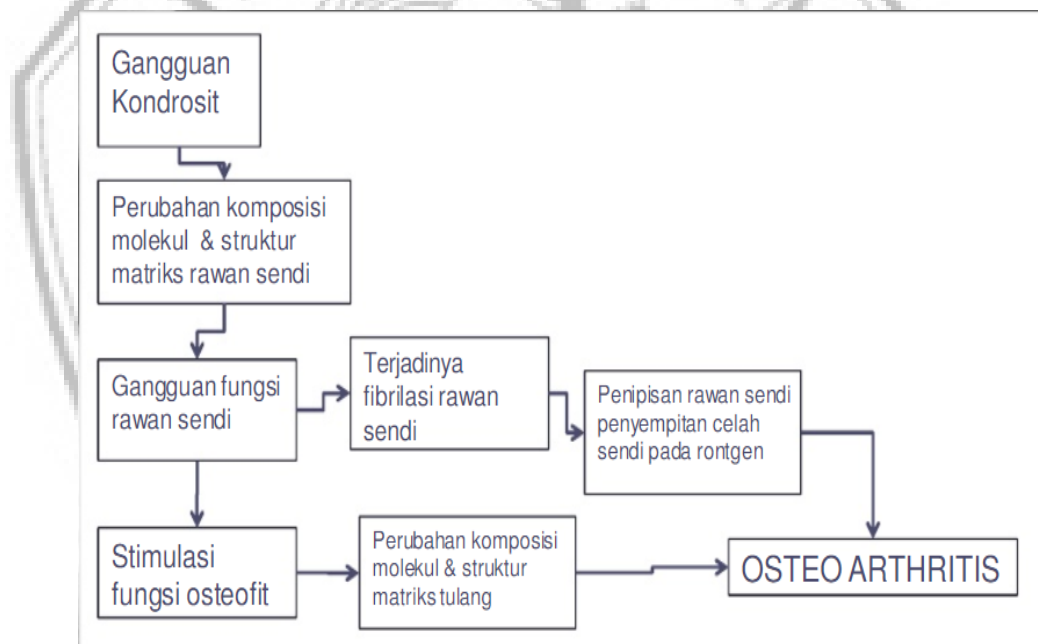 Gangguan
Kondrosit
Perubahan komposisi
molekul & struktur
matriks rawan sendi
Gangguan fungsi
rawan sendi
Terjadinya
fibrilasi rawan
sendi
Penipisan rawan sendi
penyempitan celah
sendi pada rontgen
Stimulasi
fungsi osteofit
Perubahan komposisi
molekul & struktur
matriks tulang
OSTEO ARTHRITIS